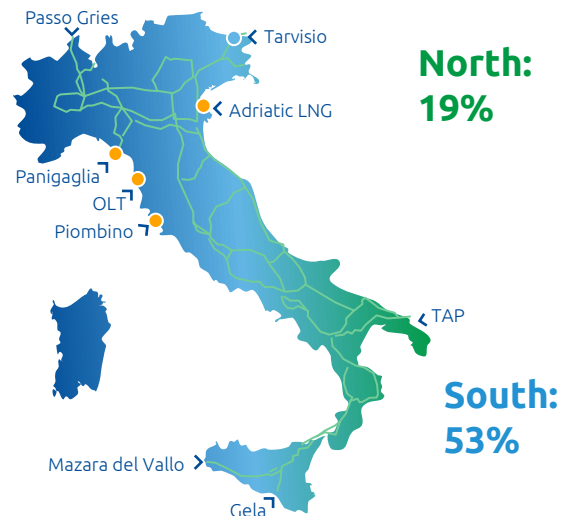 Passo Gries
Tarvisio
North:
19%
Adriatic LNG
Panigaglia
OLT
Piombino
TAP
South:
53%
Mazara del Vallo
Gela